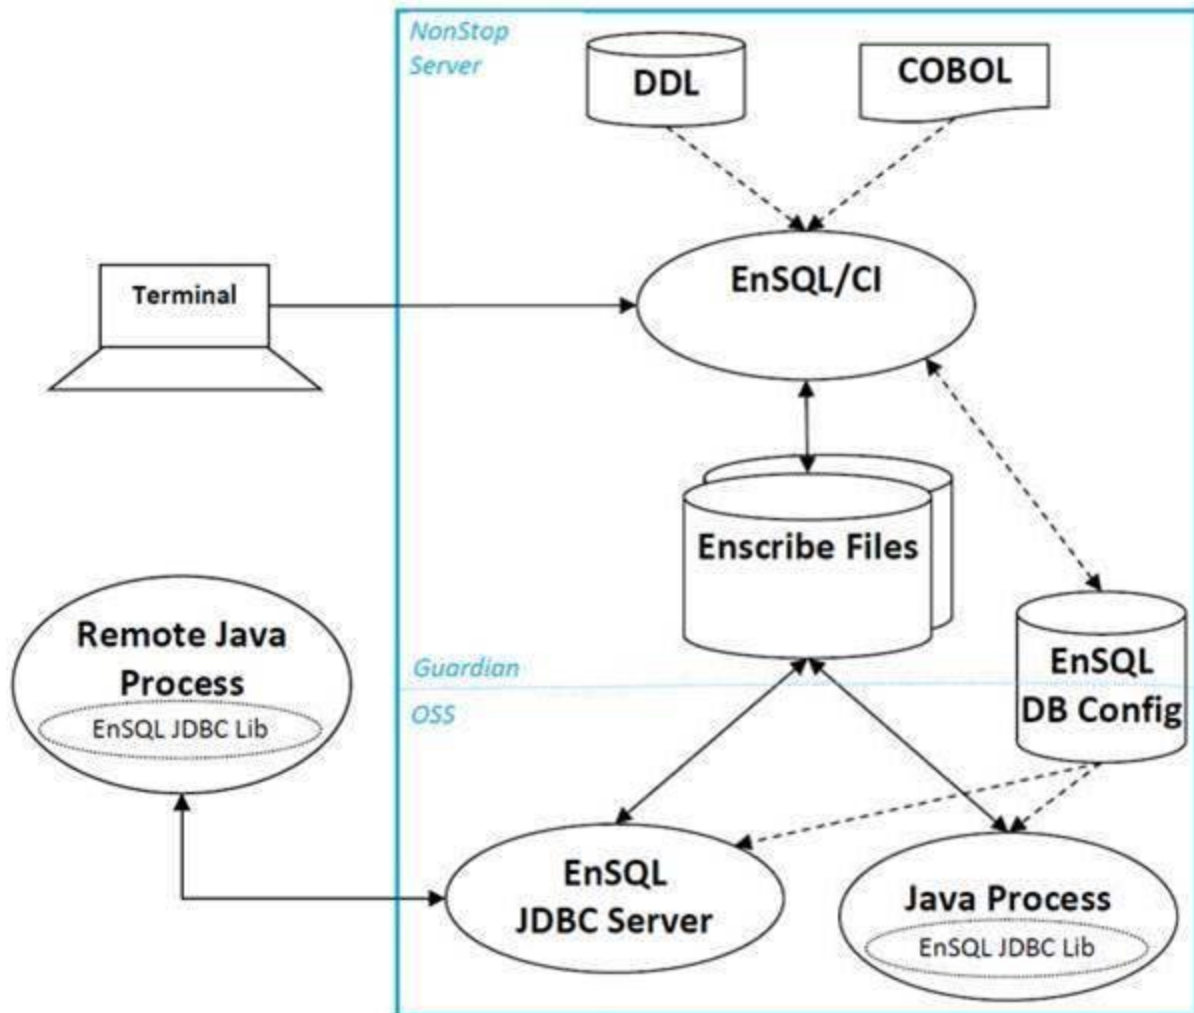 NonStop
Server
DDL
COBOL
EnSQL/CI
Terminal
Enscribe Files
Remote Java
Process
EnSQL JDBC Lib
Guardian
OSS
EnSQL
DB Config
EnSQL
JDBC Server
Java Process
EnSQL JDBC Lib